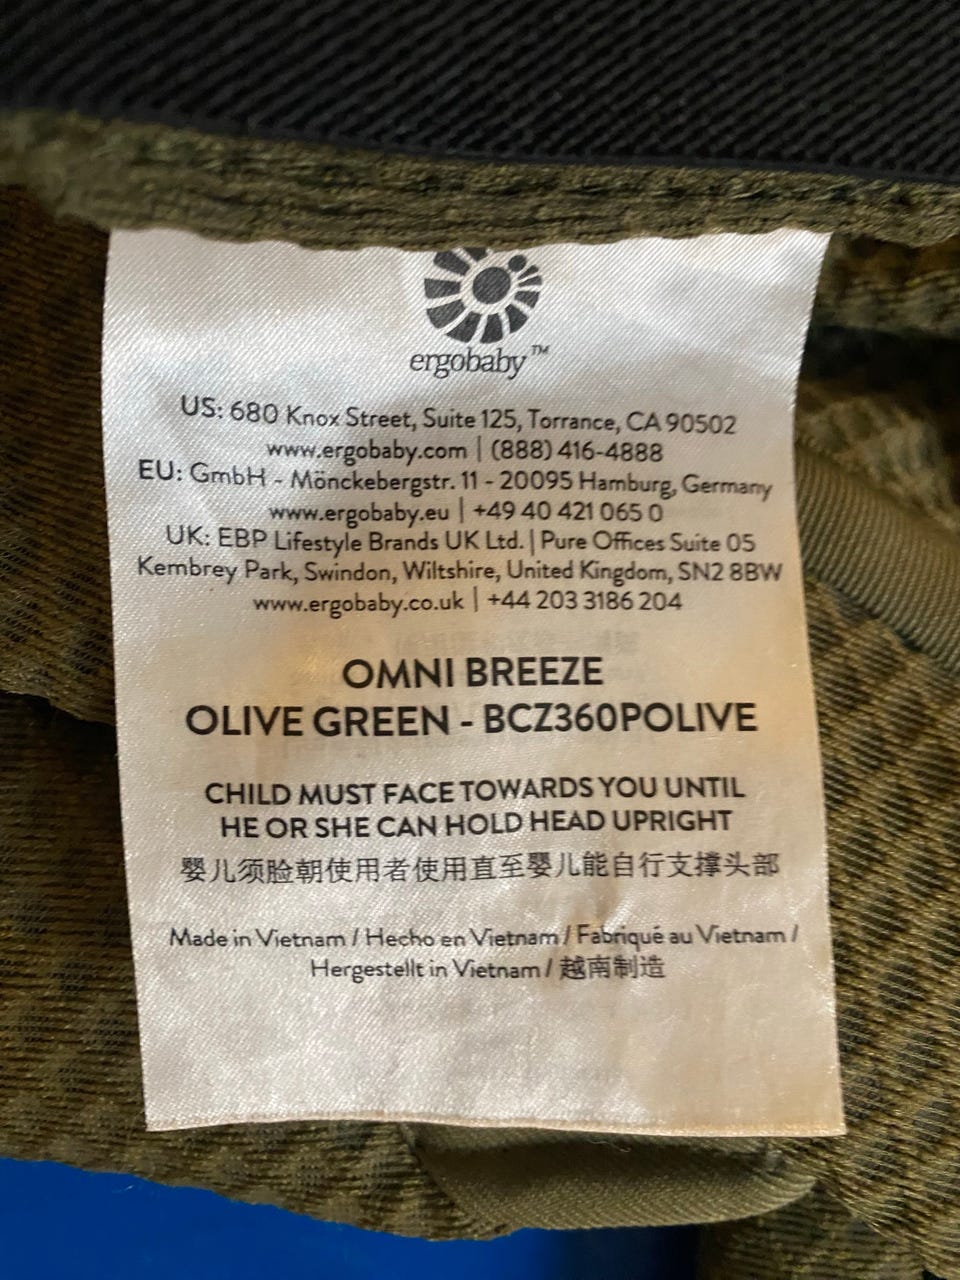 ergobaby™
US: 680 Knox Street, Suite 125, Torrance, CA 90502
www.ergobaby.com | (888) 416-4888
EU: GmbH - Mönckebergstr. 11 - 20095 Hamburg, Germany
www.ergobaby.eu | +49 40 421 065 0
UK: EBP Lifestyle Brands UK Ltd. | Pure Offices Suite 05
Kembrey Park, Swindon, Wiltshire, United Kingdom, SN2 8BW
www.ergobaby.co.uk | +44 203 3186 204
OMNI BREEZE
OLIVE GREEN - BCZ360POLIVE
CHILD MUST FACE TOWARDS YOU UNTIL
HE OR SHE CAN HOLD HEAD UPRIGHT
婴儿须脸朝使用者使用直至婴儿能自行支撑头部
Made in Vietnam / Hecho en Vietnam / Fabriqué au Vietnam /
Hergestellt in Vietnam / 越南制造